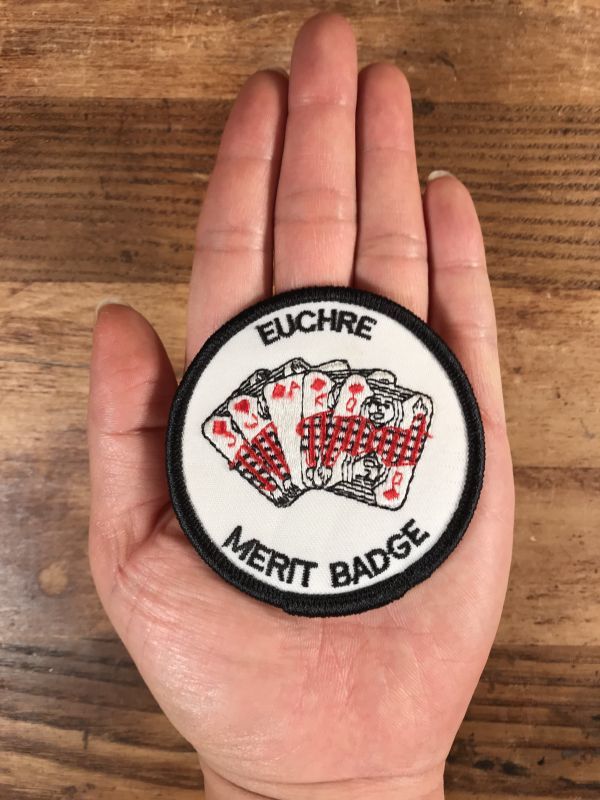 EUCHRE
J J A K Q
Q
MERIT BADGE